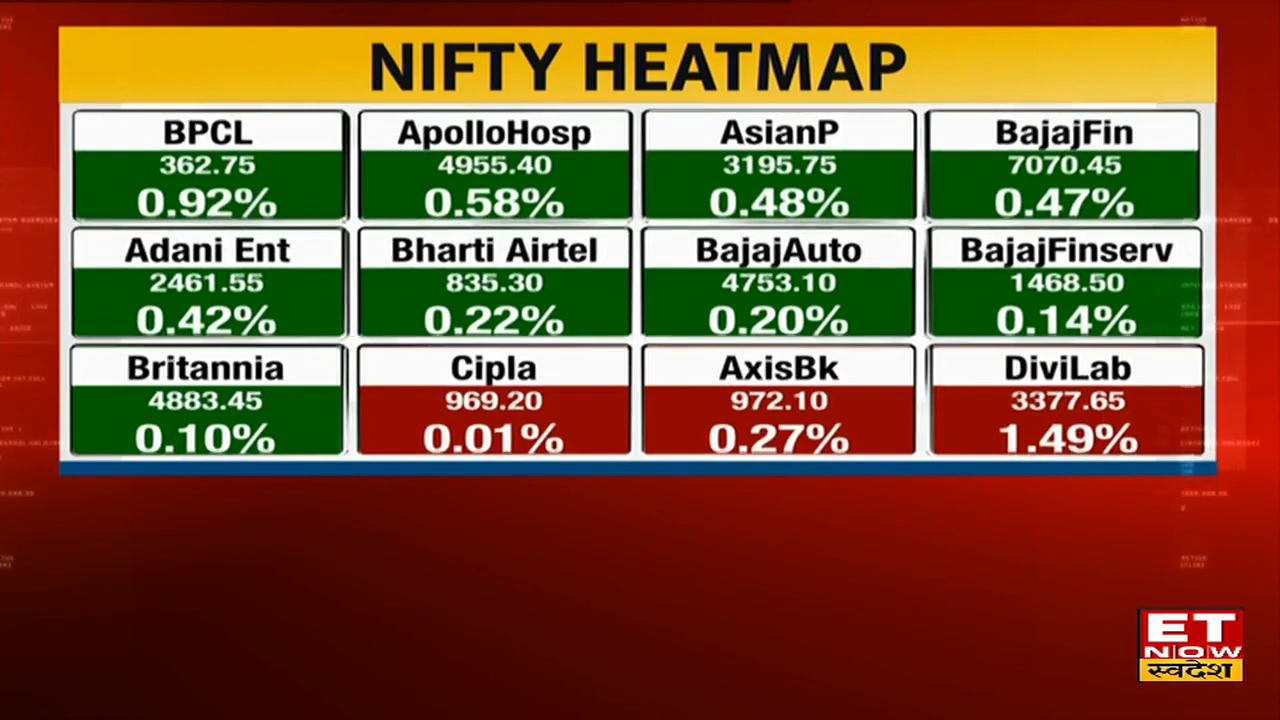 NIFTY HEATMAP
BPCL
362.75
0.92%
ApolloHosp
4955.40
0.58%
AsianP
3195.75
0.48%
BajajFin
7070.45
0.47%
Adani Ent
2461.55
0.42%
Bharti Airtel
835.30
0.22%
BajajAuto
4753.10
0.20%
BajajFinserv
1468.50
0.14%
Britannia
4883.45
0.10%
Cipla
969.20
0.01%
AxisBk
972.10
0.27%
DiviLab
3377.65
1.49%
ET
NOW
स्वदेश